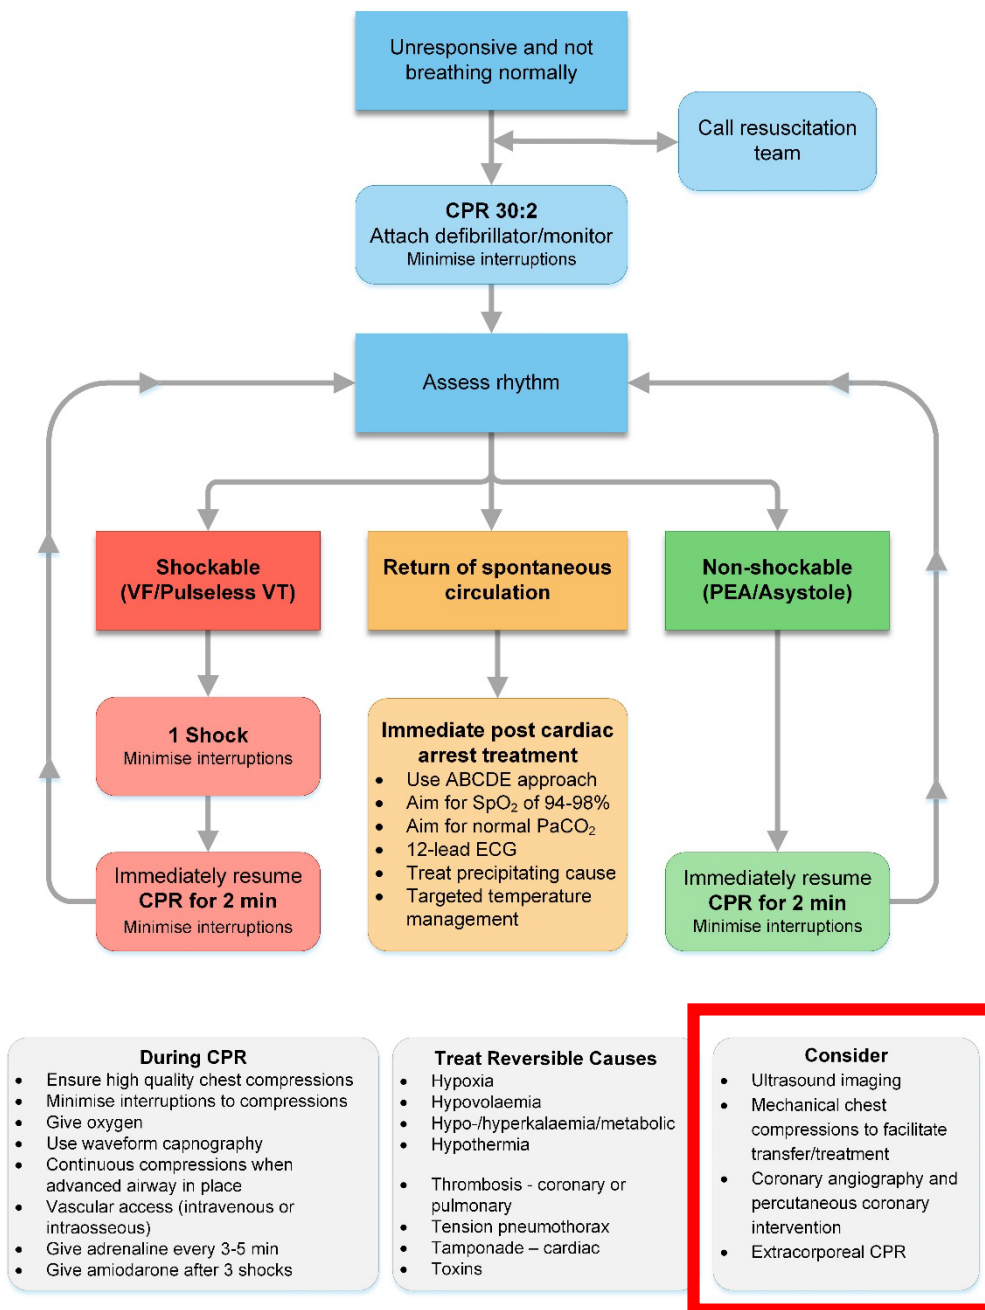 Unresponsive and not
breathing normally
Call resuscitation
team
CPR 30:2
Attach defibrillator/monitor
Minimise interruptions
Assess rhythm
Shockable
(VF/Pulseless VT)
Return of spontaneous
circulation
Non-shockable
(PEA/Asystole)
1 Shock
Minimise interruptions
Immediate post cardiac
arrest treatment
• Use ABCDE approach
• Aim for SpO₂ of 94-98%
• Aim for normal PaCO₂
• 12-lead ECG
• Treat precipitating cause
• Targeted temperature
management
Immediately resume
CPR for 2 min
Minimise interruptions
Immediately resume
CPR for 2 min
Minimise interruptions
During CPR
• Ensure high quality chest compressions
• Minimise interruptions to compressions
• Give oxygen
• Use waveform capnography
• Continuous compressions when
advanced airway in place
• Vascular access (intravenous or
intraosseous)
• Give adrenaline every 3-5 min
• Give amiodarone after 3 shocks
Treat Reversible Causes
• Hypoxia
• Hypovolaemia
• Hypo-/hyperkalaemia/metabolic
• Hypothermia
• Thrombosis - coronary or
pulmonary
• Tension pneumothorax
• Tamponade – cardiac
• Toxins
Consider
• Ultrasound imaging
• Mechanical chest
compressions to facilitate
transfer/treatment
• Coronary angiography and
percutaneous coronary
intervention
• Extracorporeal CPR